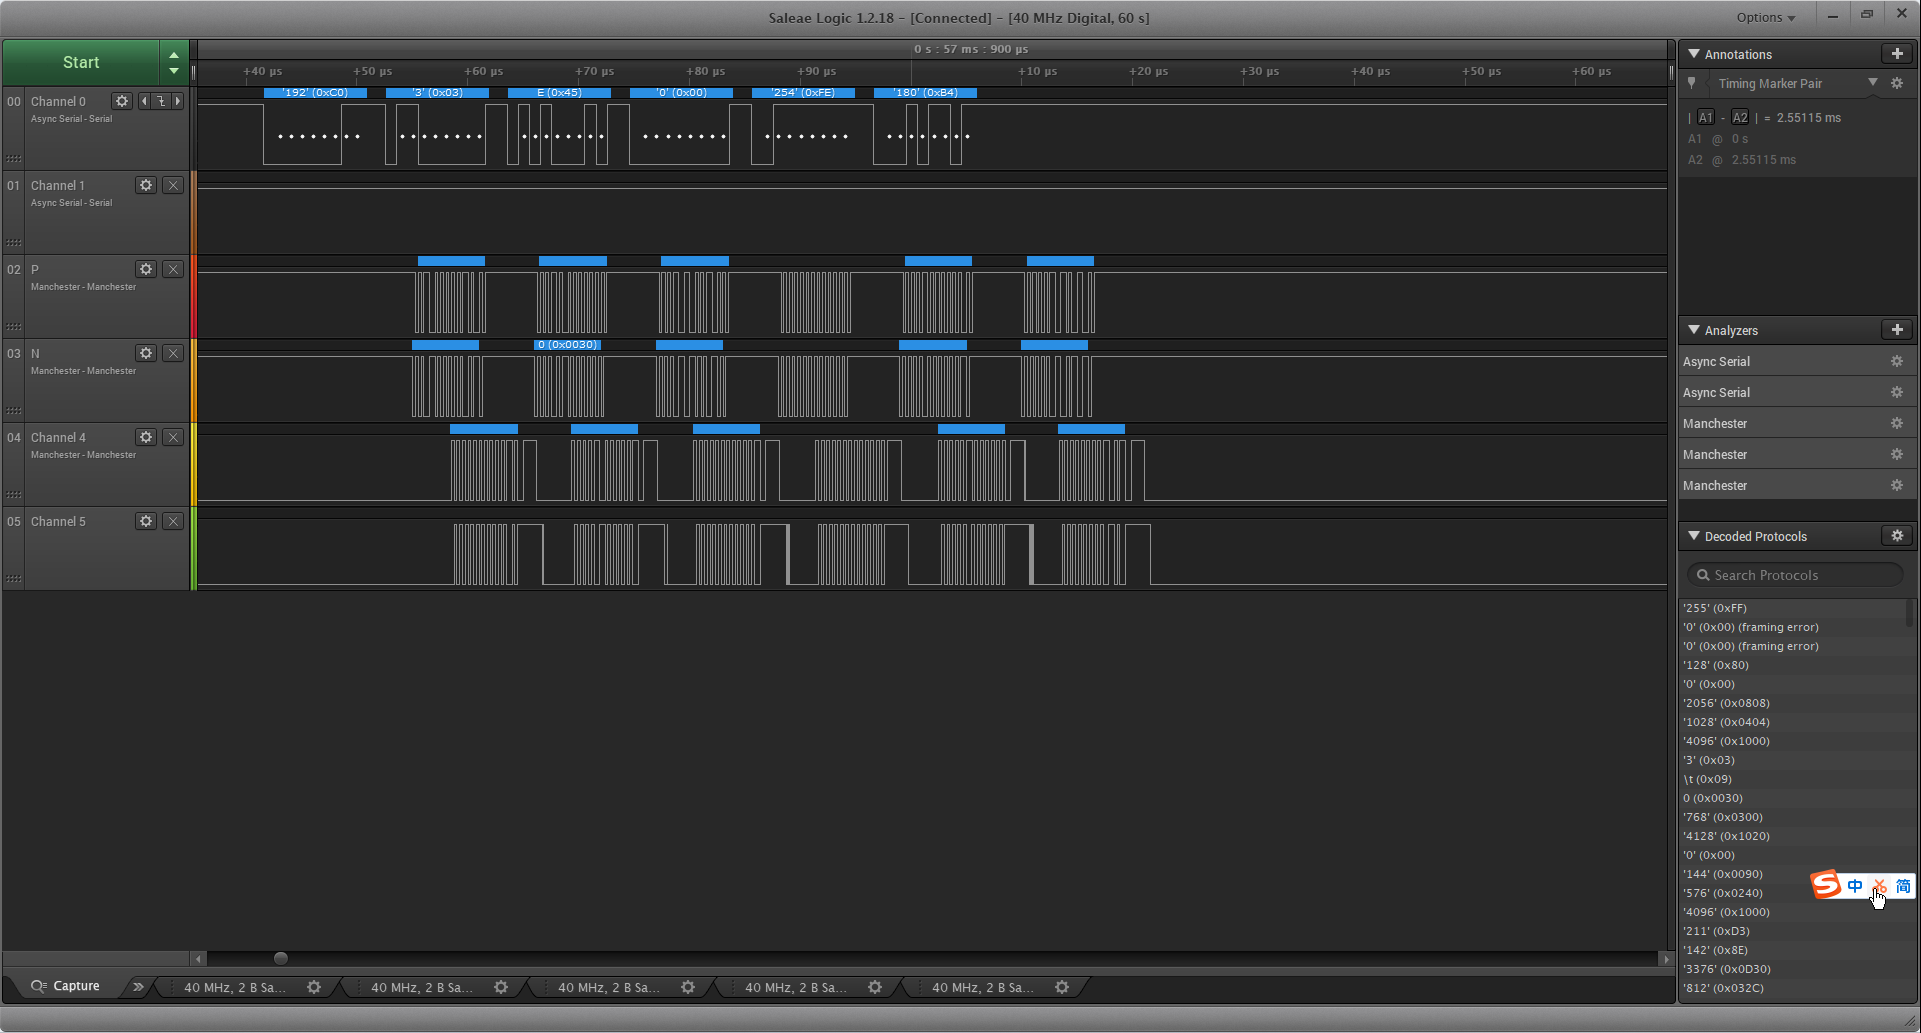 Saleae Logic 1.2.18 - [Connected] - [40 MHz Digital, 60 s]
Options
Start
0 s : 57 ms : 900 µs
+40 µs
+50 µs
+60 µs
+70 µs
+80 µs
+90 µs
+10 µs
+20 µs
+30 µs
+40 µs
+50 µs
+60 µs
00
Channel 0
Async Serial - Serial
'192' (0xC0)
'3' (0x03)
E (0x45)
'0' (0x00)
'254' (0xFE)
'180' (0xB4)
01
Channel 1
Async Serial - Serial
02
P
Manchester - Manchester
03
N
Manchester - Manchester
0 (0x0030)
04
Channel 4
Manchester - Manchester
05
Channel 5
Annotations
Timing Marker Pair
| A1 - A2 | = 2.55115 ms
A1 @ 0 s
A2 @ 2.55115 ms
Analyzers
Async Serial
Async Serial
Manchester
Manchester
Manchester
Decoded Protocols
Search Protocols
'255' (0xFF)
'0' (0x00) (framing error)
'0' (0x00) (framing error)
'128' (0x80)
'0' (0x00)
'2056' (0x0808)
'1028' (0x0404)
'4096' (0x1000)
'3' (0x03)
\t (0x09)
0 (0x0030)
'768' (0x0300)
'4128' (0x1020)
'0' (0x00)
'144' (0x0090)
'576' (0x0240)
'4096' (0x1000)
'211' (0xD3)
'142' (0x8E)
'3376' (0x0D30)
'812' (0x032C)
S 中 简
Capture
40 MHz, 2 B Sa...
40 MHz, 2 B Sa...
40 MHz, 2 B Sa...
40 MHz, 2 B Sa...
40 MHz, 2 B Sa...